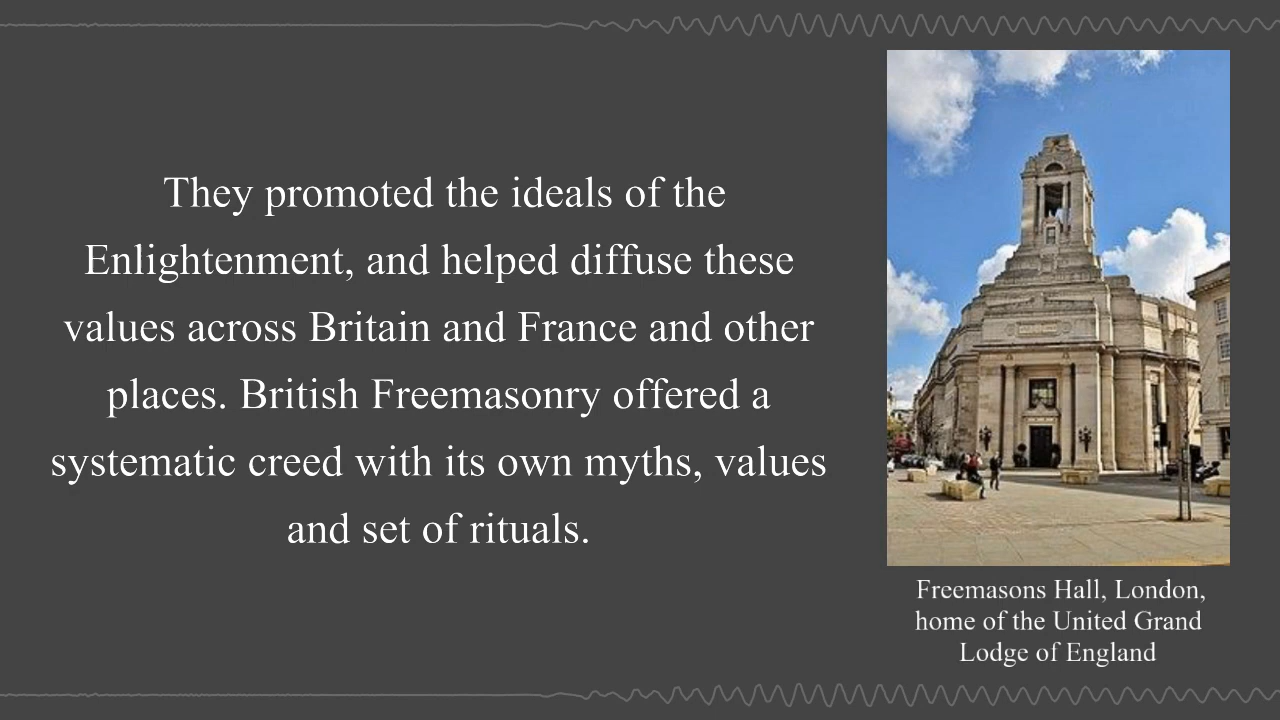 They promoted the ideals of the
Enlightenment, and helped diffuse these
values across Britain and France and other
places. British Freemasonry offered a
systematic creed with its own myths, values
and set of rituals.
Freemasons Hall, London,
home of the United Grand
Lodge of England